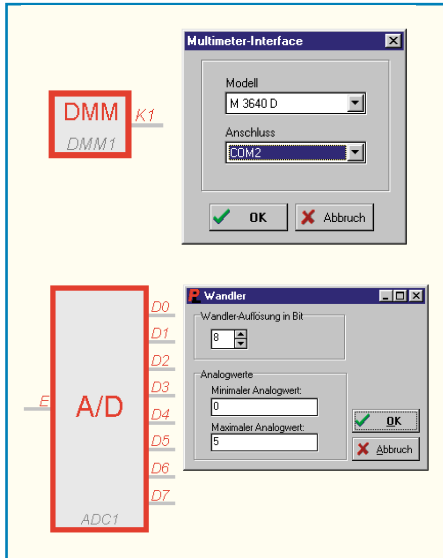 Multimeter-Interface
Modell
M 3640 D
Anschluss
COM2
OK
Abbruch
DMM
K1
DMM1
Wandler
Wandler-Auflösung in Bit
8
Analogwerte
Minimaler Analogwert:
0
Maximaler Analogwert:
5
OK
Abbruch
E
A/D
D0
D1
D2
D3
D4
D5
D6
D7
ADC1